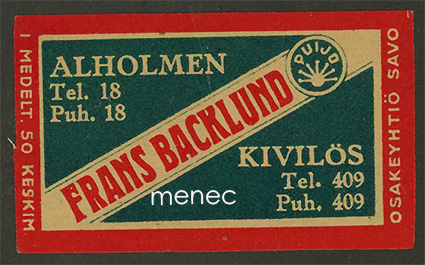 I MEDELT. 50 KESKIM.
ALHOLMEN
Tel. 18
Puh. 18
FRANS BACKLUND
PUIJO
KIVILÖS
Tel. 409
Puh. 409
OSAKEYHTIÖ SAVO
menec